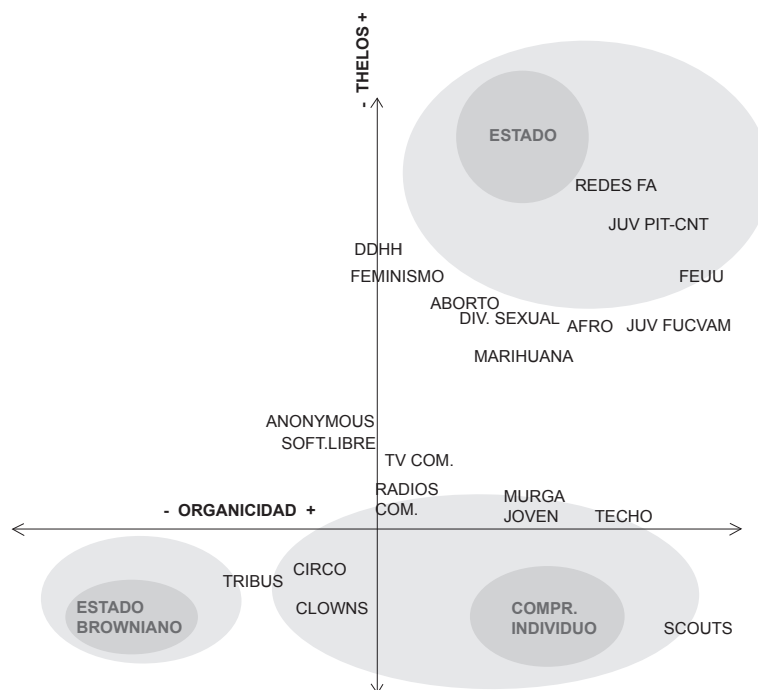 - THELOS +
ESTADO
REDES FA
JUV PIT-CNT
DDHH
FEMINISMO
FEUU
ABORTO
DIV. SEXUAL
AFRO
JUV FUCVAM
MARIHUANA
ANONYMOUS
SOFT.LIBRE
TV COM.
RADIOS
COM.
MURGA
JOVEN
TECHO
- ORGANICIDAD +
CIRCO
TRIBUS
CLOWNS
ESTADO
BROWNIANO
COMPR.
INDIVIDUO
SCOUTS